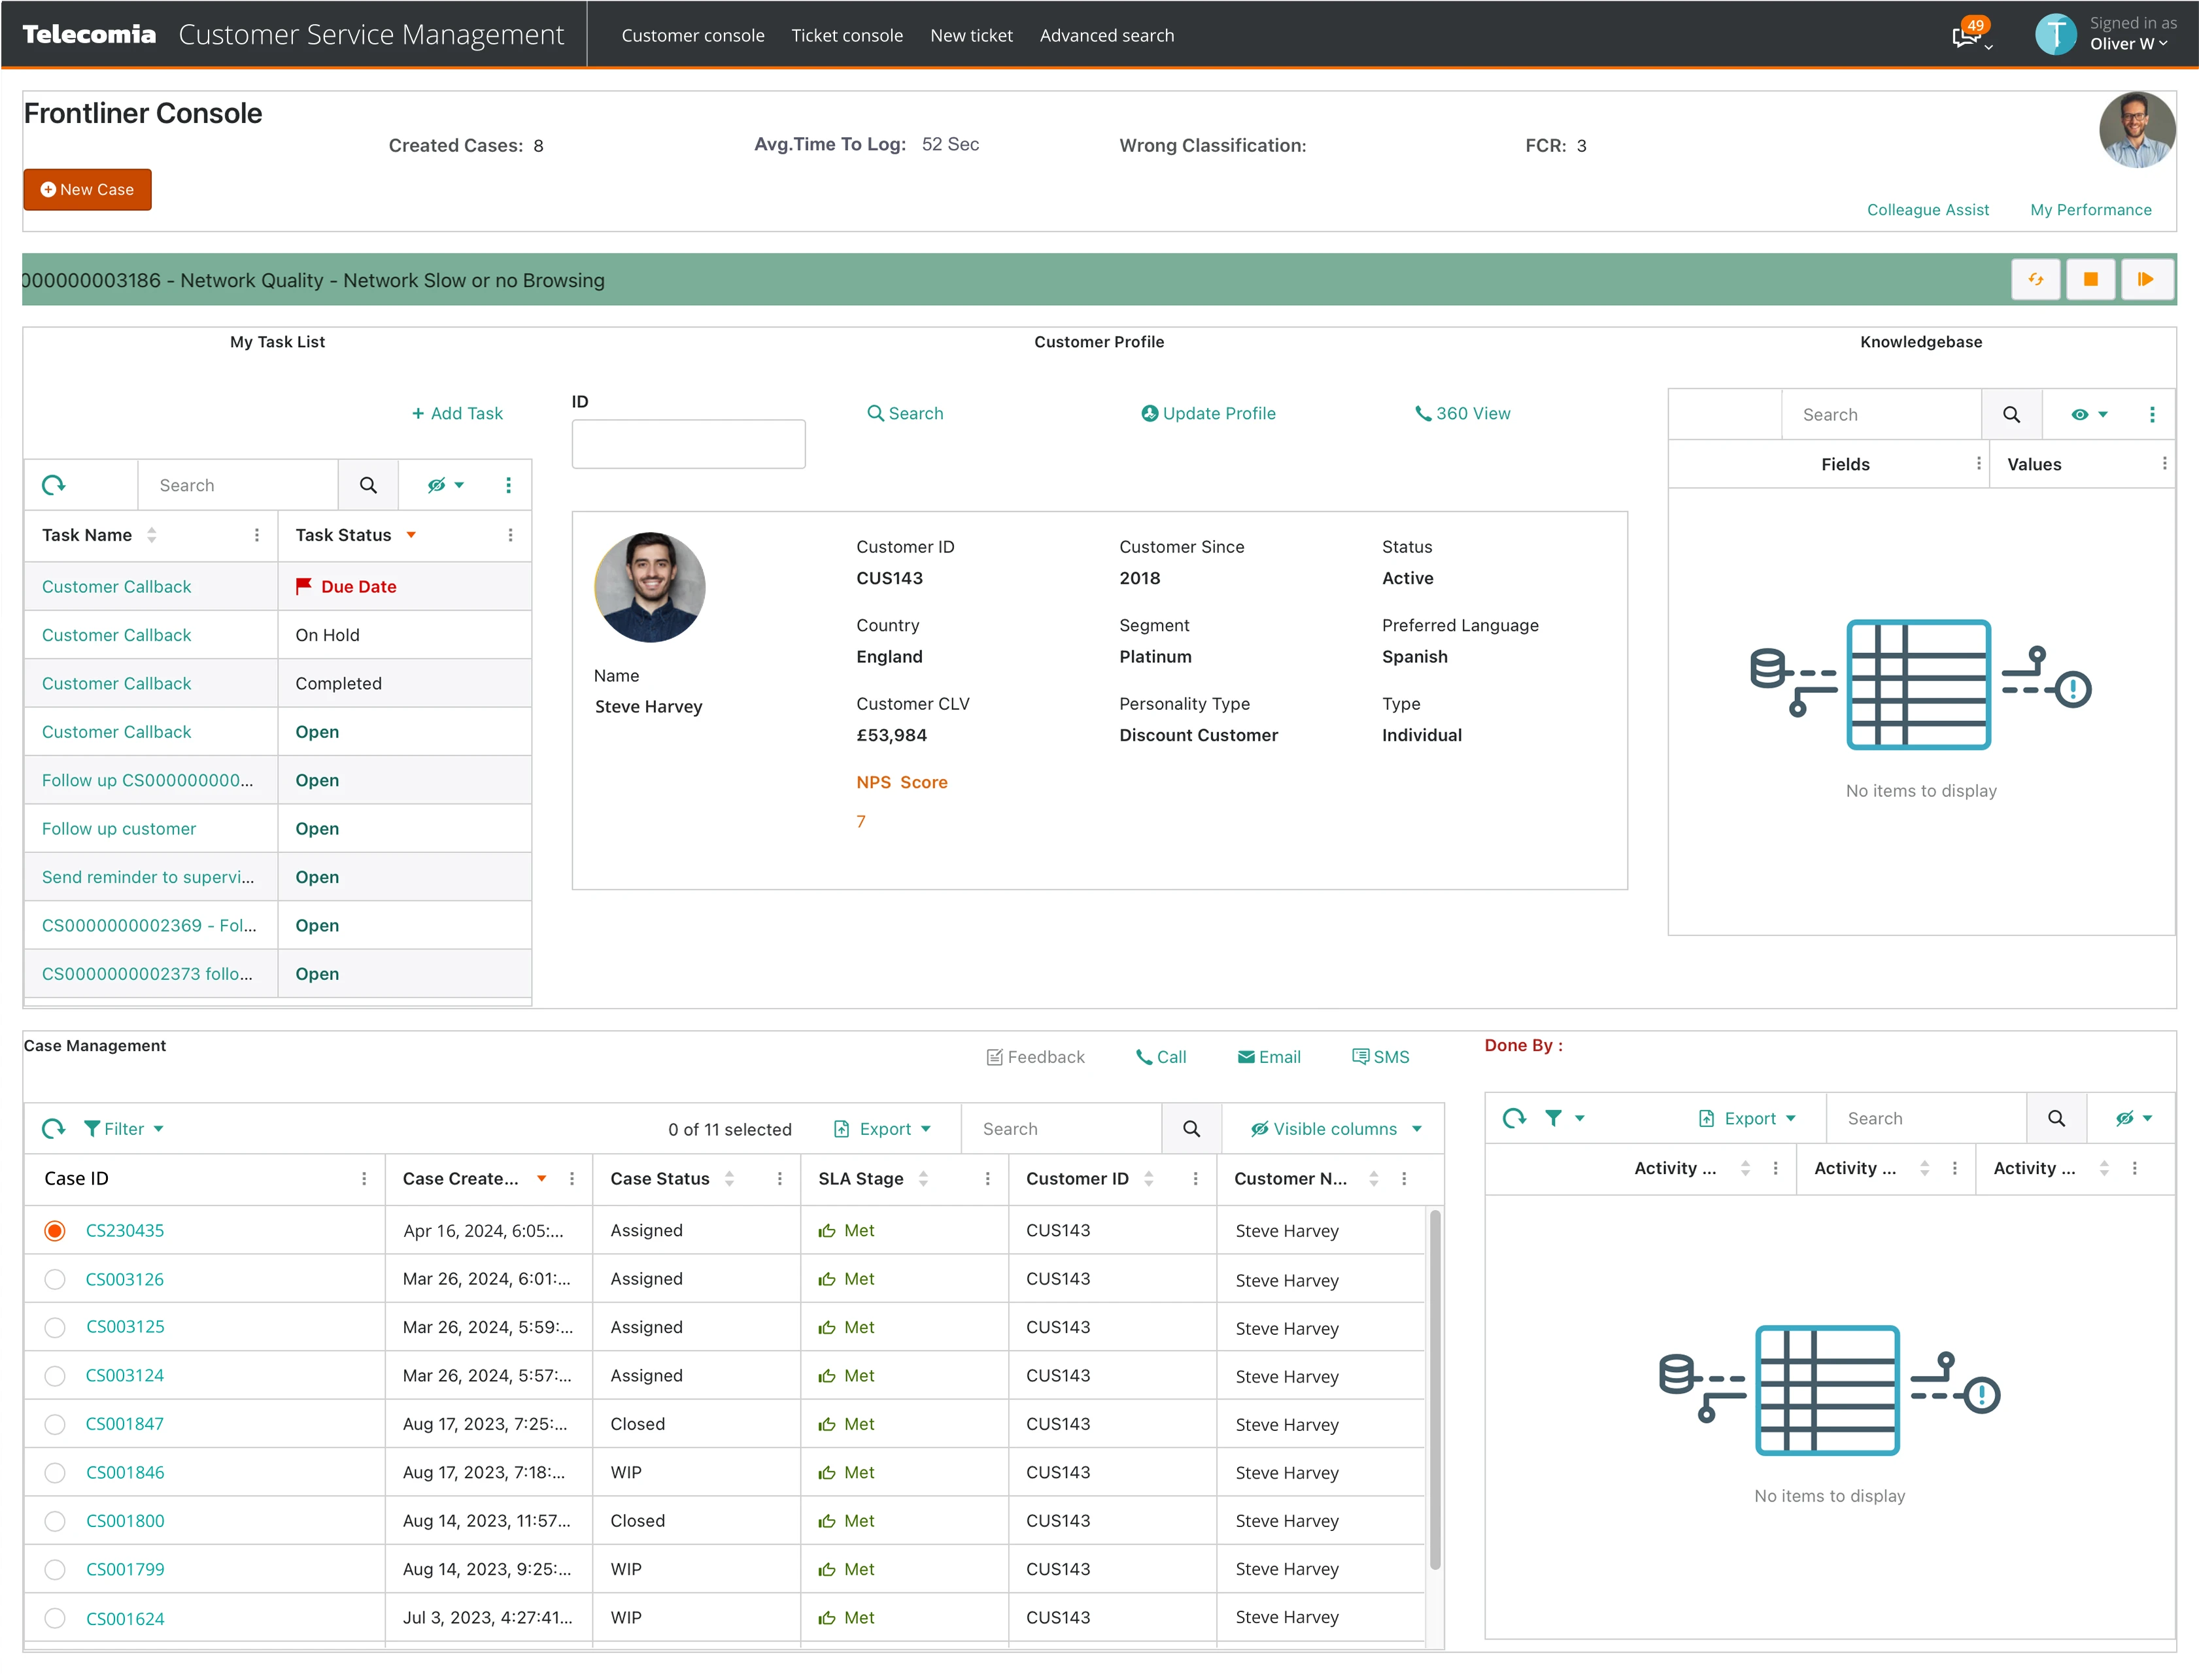 Telecomia Customer Service Management Customer console Ticket console New ticket Advanced search 49 T Signed in as
Oliver W
Frontliner Console
Created Cases: 8 Avg.Time To Log: 52 Sec Wrong Classification: FCR: 3
New Case
Colleague Assist My Performance
000000003186 - Network Quality - Network Slow or no Browsing
My Task List
+ Add Task
Search
Task Name Task Status
Customer Callback Due Date
Customer Callback On Hold
Customer Callback Completed
Customer Callback Open
Follow up CS000000000... Open
Follow up customer Open
Send reminder to supervi... Open
CS0000000002369 - Fol... Open
CS0000000002373 follo... Open
Customer Profile
ID
Search Update Profile 360 View
Customer ID Customer Since Status
CUS143 2018 Active
Country Segment Preferred Language
England Platinum Spanish
Name
Steve Harvey
Customer CLV Personality Type Type
£53,984 Discount Customer Individual
NPS Score
7
Knowledgebase
Search
Fields Values
No items to display
Case Management
Feedback Call Email SMS
Filter 0 of 11 selected Export Search Visible columns
Case ID Case Create... Case Status SLA Stage Customer ID Customer N...
CS230435 Apr 16, 2024, 6:05:... Assigned Met CUS143 Steve Harvey
CS003126 Mar 26, 2024, 6:01:... Assigned Met CUS143 Steve Harvey
CS003125 Mar 26, 2024, 5:59:... Assigned Met CUS143 Steve Harvey
CS003124 Mar 26, 2024, 5:57:... Assigned Met CUS143 Steve Harvey
CS001847 Aug 17, 2023, 7:25:... Closed Met CUS143 Steve Harvey
CS001846 Aug 17, 2023, 7:18:... WIP Met CUS143 Steve Harvey
CS001800 Aug 14, 2023, 11:57... Closed Met CUS143 Steve Harvey
CS001799 Aug 14, 2023, 9:25:... WIP Met CUS143 Steve Harvey
CS001624 Jul 3, 2023, 4:27:41... WIP Met CUS143 Steve Harvey
Done By :
Export Search
Activity ... Activity ... Activity ...
No items to display